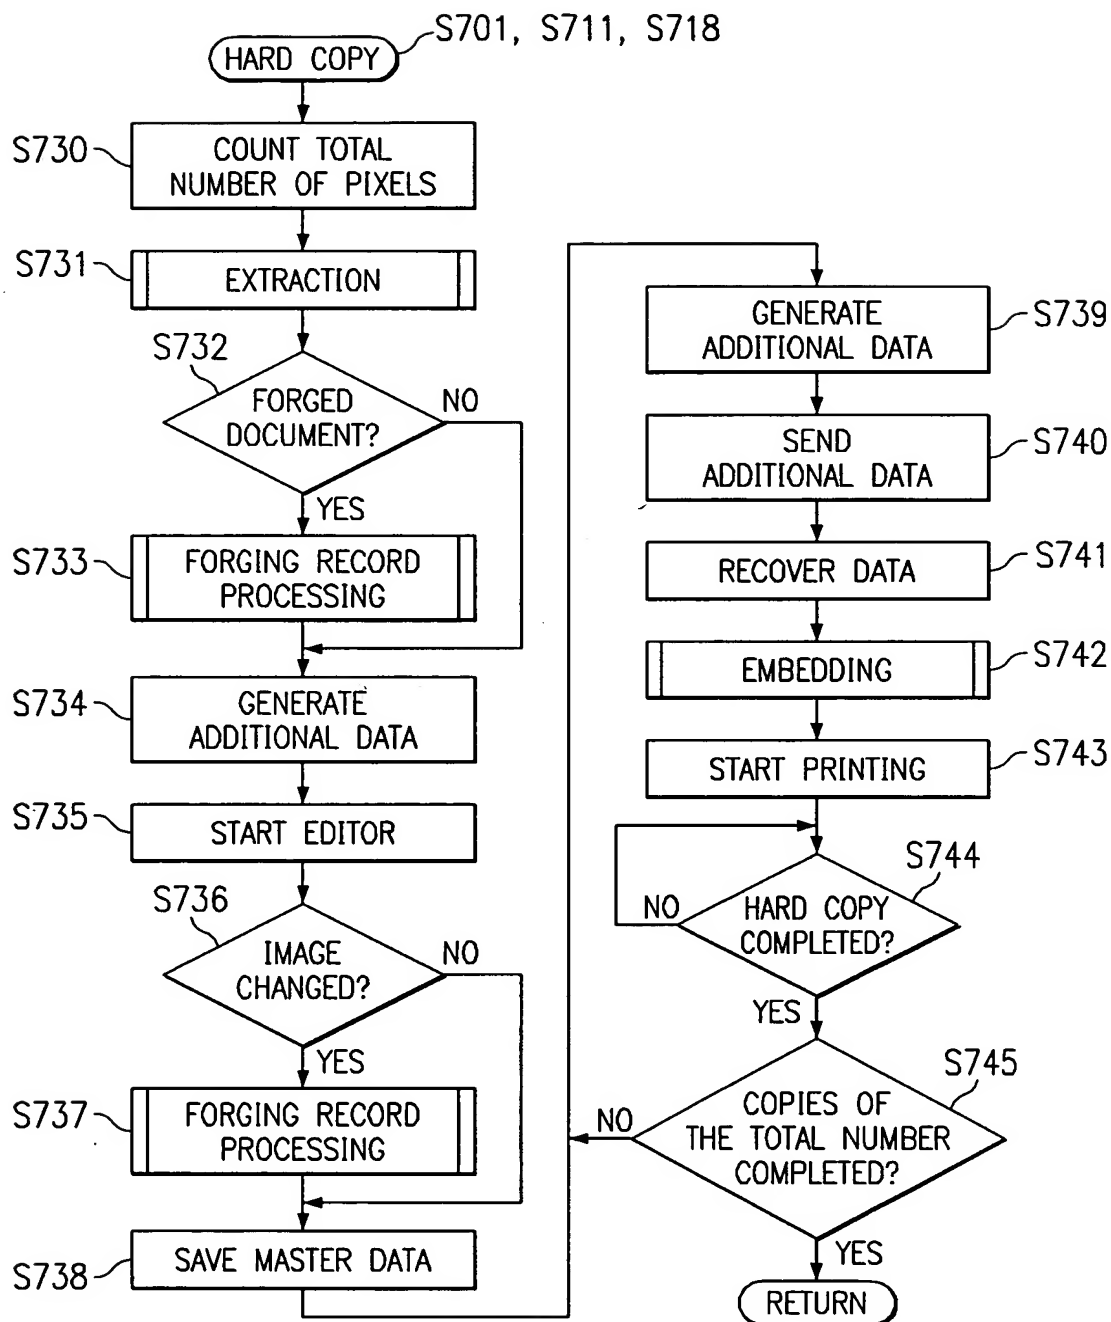 S701, S711, S718
HARD COPY
S730
COUNT TOTAL
NUMBER OF PIXELS
S731
EXTRACTION
S732
FORGED
DOCUMENT?
NO
YES
S733
FORGING RECORD
PROCESSING
S734
GENERATE
ADDITIONAL DATA
S735
START EDITOR
S736
IMAGE
CHANGED?
NO
YES
S737
FORGING RECORD
PROCESSING
S738
SAVE MASTER DATA
GENERATE
ADDITIONAL DATA
S739
SEND
ADDITIONAL DATA
S740
RECOVER DATA
S741
EMBEDDING
S742
START PRINTING
S743
S744
HARD COPY
COMPLETED?
NO
YES
S745
COPIES OF
THE TOTAL NUMBER
COMPLETED?
NO
YES
RETURN